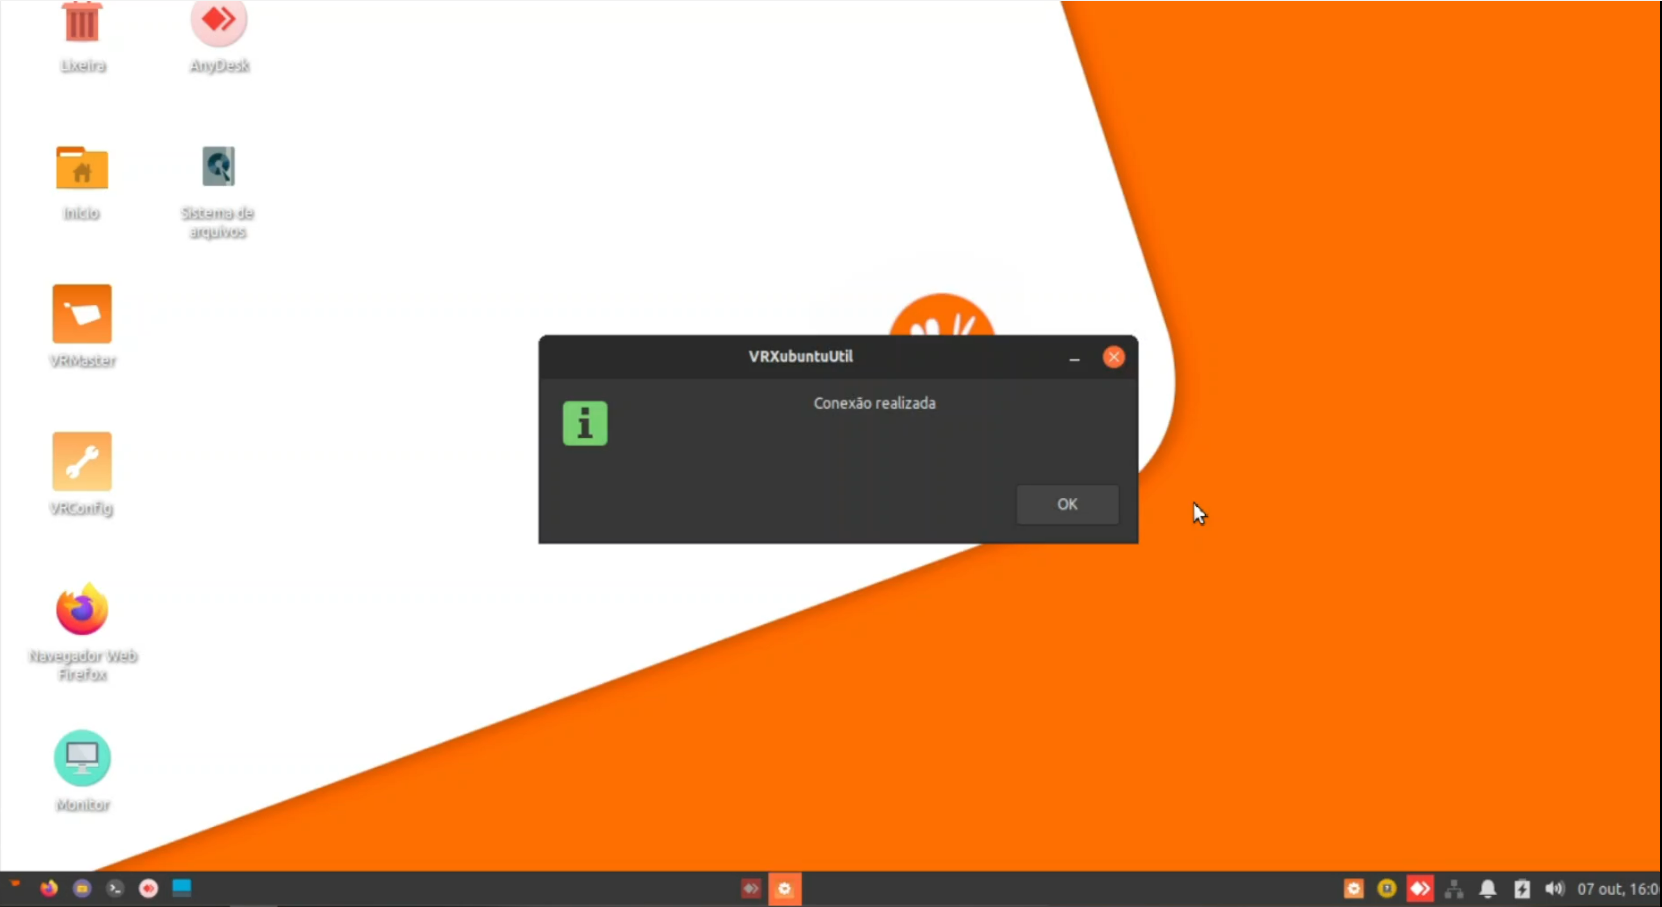 Lixeira
AnyDesk
Início
Sistema de
arquivos
VRMaster
VRConfig
Navegador Web
Firefox
Monitor
VRXubuntuUtil
Conexão realizada
OK
07 out, 16:0